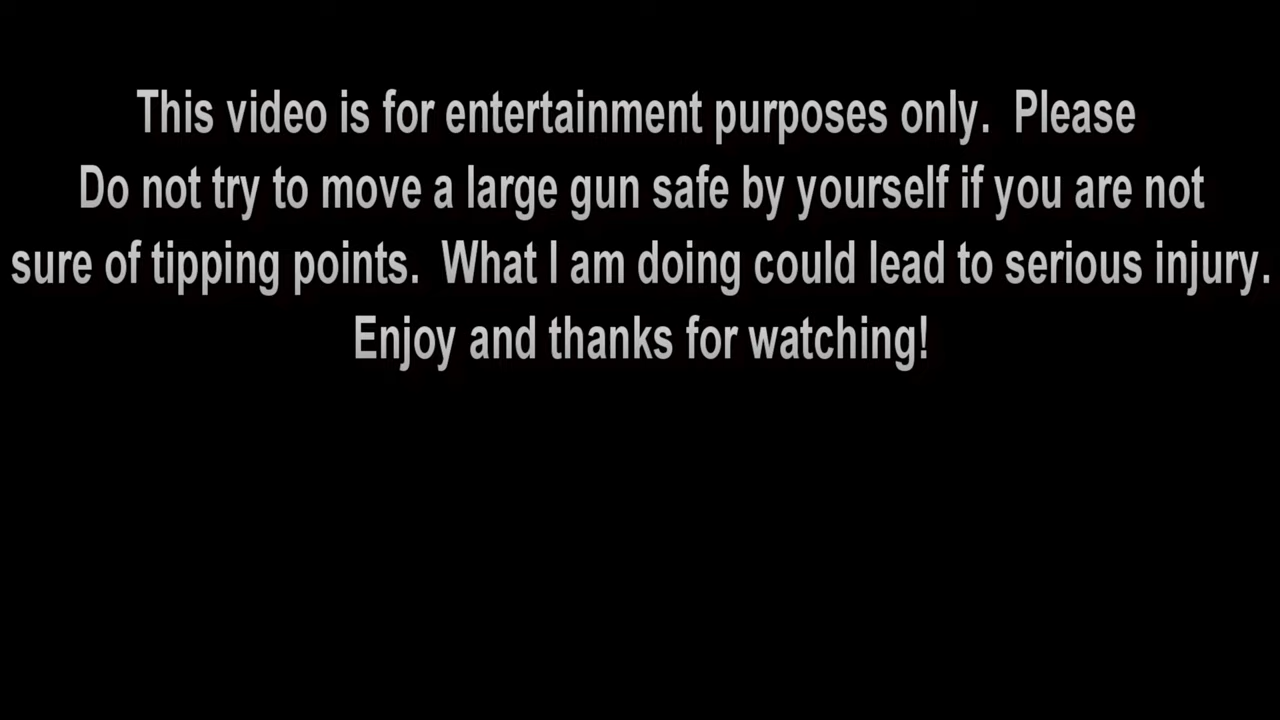 This video is for entertainment purposes only.  Please
Do not try to move a large gun safe by yourself if you are not
sure of tipping points.  What I am doing could lead to serious injury.
Enjoy and thanks for watching!